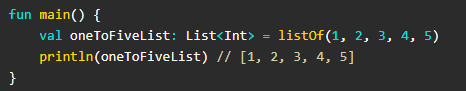 fun main() {
    val oneToFiveList: List<Int> = listOf(1, 2, 3, 4, 5)
    println(oneToFiveList) // [1, 2, 3, 4, 5]
}